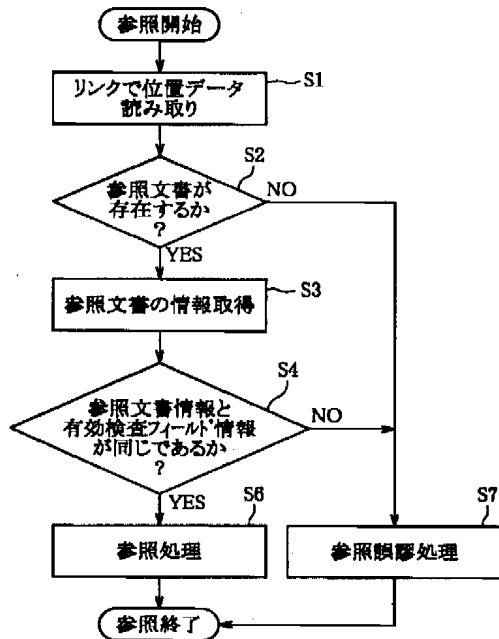 参照開始
リンクで位置データ
読み取り
S1
参照文書が
存在するか
?
S2
NO
YES
参照文書の情報取得
S3
参照文書情報と
有効検査フィールド情報
が同じであるか
?
S4
NO
YES
参照処理
S6
参照誤謬処理
S7
参照終了